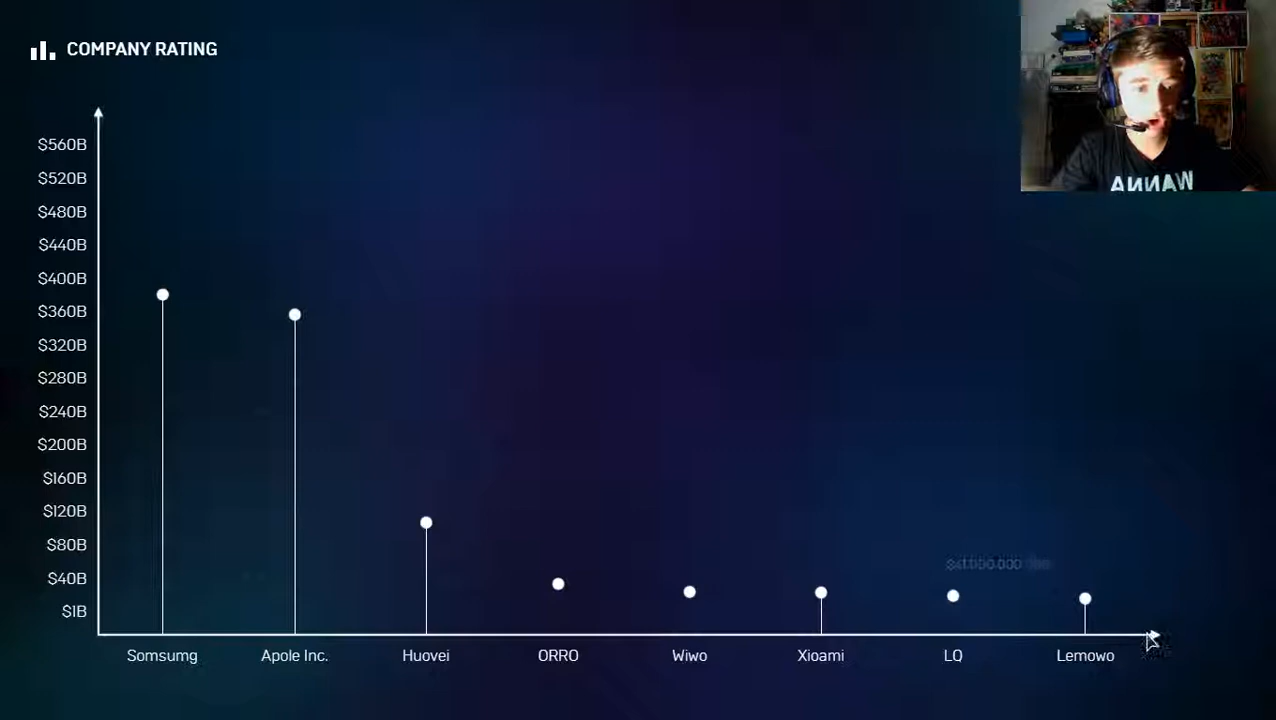 COMPANY RATING
$560B
$520B
$480B
$440B
$400B
$360B
$320B
$280B
$240B
$200B
$160B
$120B
$80B
$40B
$1B
Somsumg Apole Inc. Huovei ORRO Wiwo Xioami LQ Lemowo